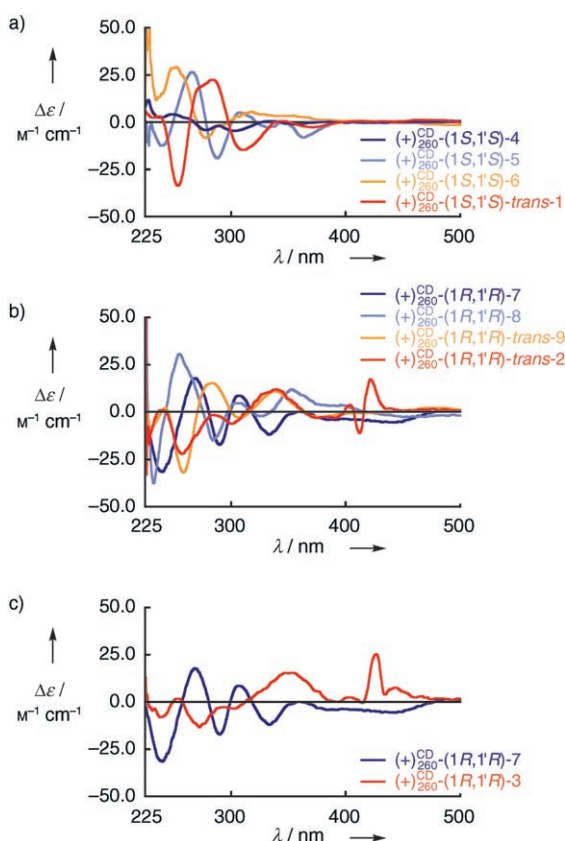 a)
50.0
25.0
Δε /
0.0
M⁻¹ cm⁻¹
−25.0
−50.0
225 300 400 500
λ / nm
(+)CD260-(1S,1'S)-4
(+)CD260-(1S,1'S)-5
(+)CD260-(1S,1'S)-6
(+)CD260-(1S,1'S)-trans-1
b)
(+)CD260-(1R,1'R)-7
(+)CD260-(1R,1'R)-8
(+)CD260-(1R,1'R)-trans-9
(+)CD260-(1R,1'R)-trans-2
50.0
25.0
Δε /
0.0
M⁻¹ cm⁻¹
−25.0
−50.0
225 300 400 500
λ / nm
c)
50.0
25.0
Δε /
0.0
M⁻¹ cm⁻¹
−25.0
−50.0
(+)CD260-(1R,1'R)-7
(+)CD260-(1R,1'R)-3
225 300 400 500
λ / nm